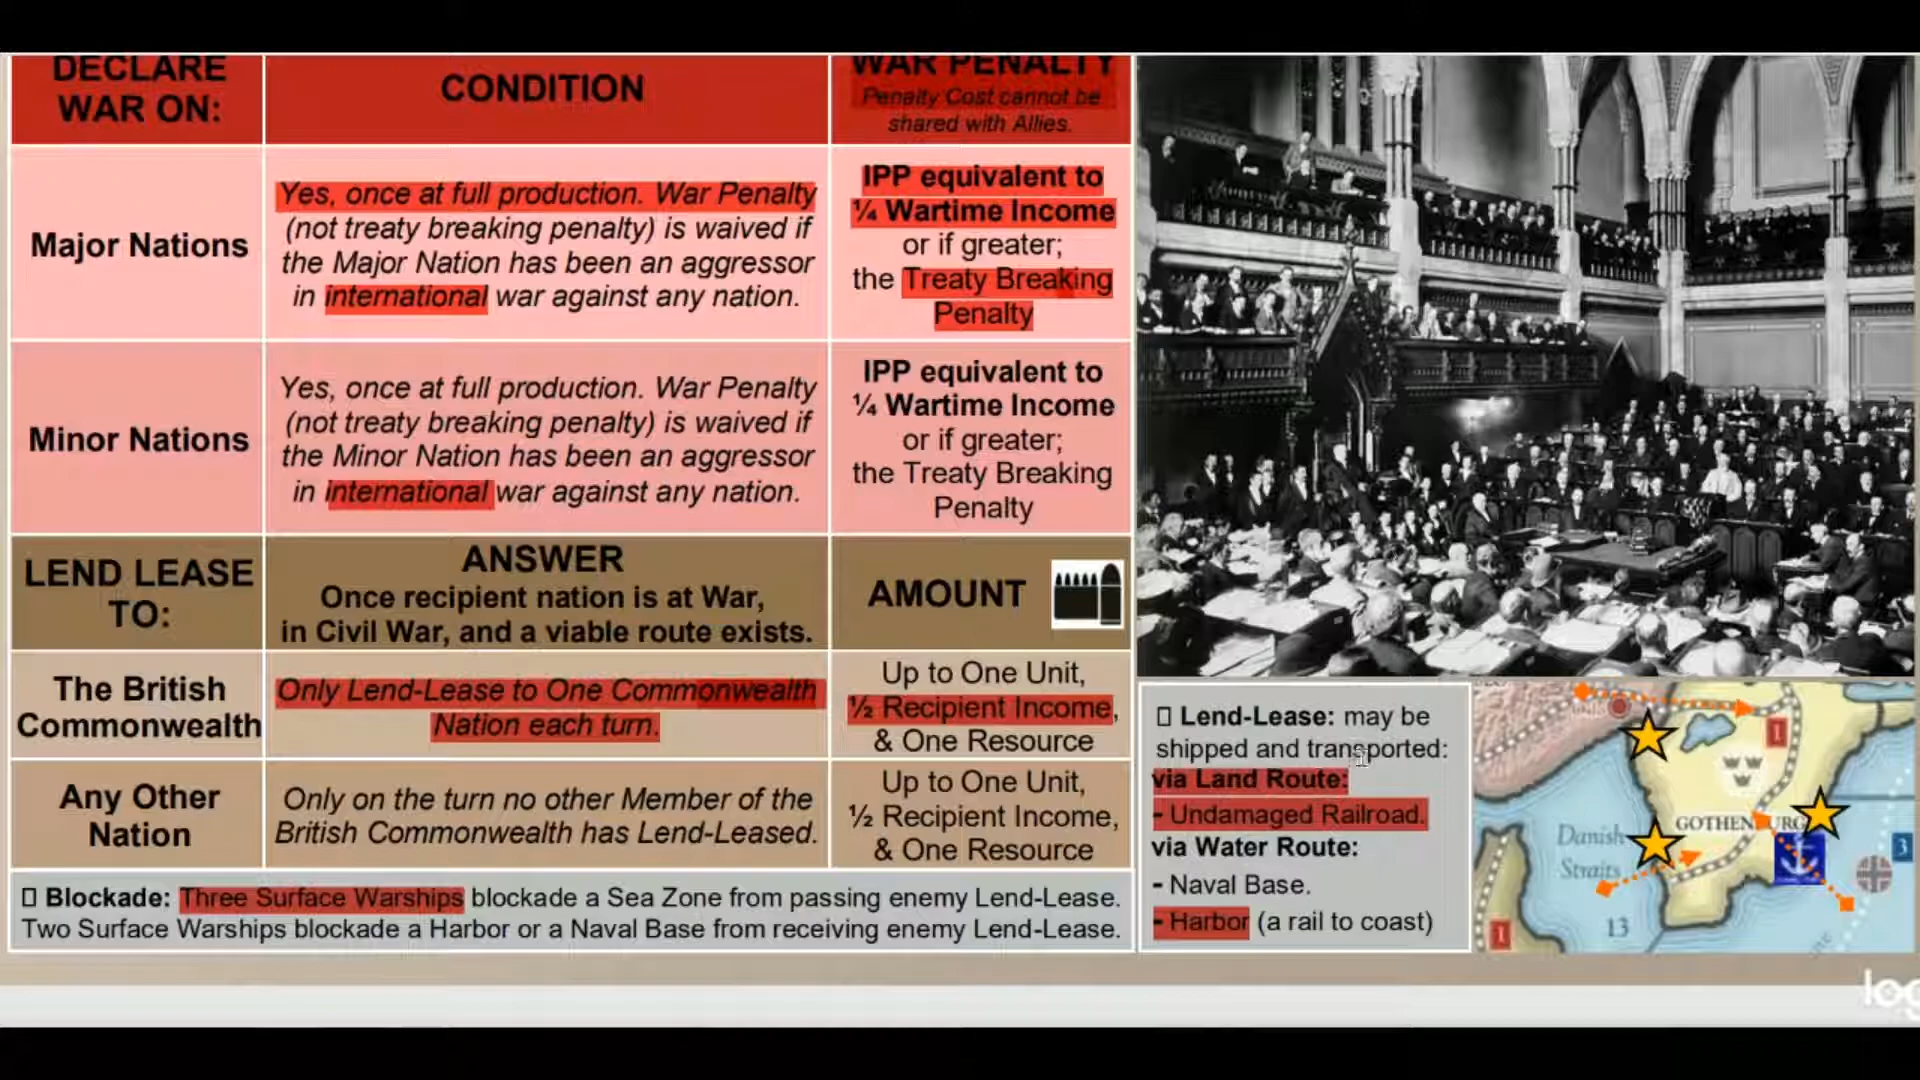 DECLARE
WAR ON:
CONDITION
WAR PENALTY
Penalty Cost cannot be
shared with Allies.
Major Nations
Yes, once at full production. War Penalty
(not treaty breaking penalty) is waived if
the Major Nation has been an aggressor
in international war against any nation.
IPP equivalent to
¼ Wartime Income
or if greater;
the Treaty Breaking
Penalty
Minor Nations
Yes, once at full production. War Penalty
(not treaty breaking penalty) is waived if
the Minor Nation has been an aggressor
in international war against any nation.
IPP equivalent to
¼ Wartime Income
or if greater;
the Treaty Breaking
Penalty
LEND LEASE
TO:
ANSWER
Once recipient nation is at War,
in Civil War, and a viable route exists.
AMOUNT
The British
Commonwealth
Only Lend-Lease to One Commonwealth
Nation each turn.
Up to One Unit,
½ Recipient Income,
& One Resource
Any Other
Nation
Only on the turn no other Member of the
British Commonwealth has Lend-Leased.
Up to One Unit,
½ Recipient Income,
& One Resource
Blockade: Three Surface Warships blockade a Sea Zone from passing enemy Lend-Lease.
Two Surface Warships blockade a Harbor or a Naval Base from receiving enemy Lend-Lease.
Lend-Lease: may be
shipped and transported:
via Land Route:
- Undamaged Railroad.
via Water Route:
- Naval Base.
- Harbor (a rail to coast)
1
GOTHENBURG
Danish
Straits
3
13
1